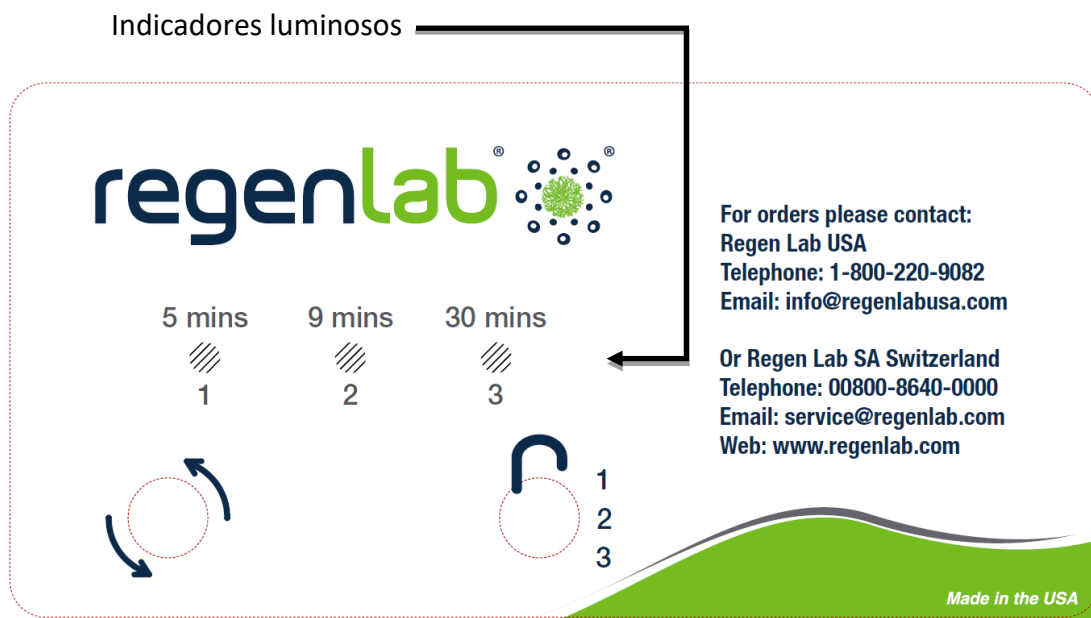 Indicadores luminosos
regenlab® ®
5 mins 9 mins 30 mins
1 2 3
1
2
3
For orders please contact:
Regen Lab USA
Telephone: 1-800-220-9082
Email: info@regenlabusa.com
Or Regen Lab SA Switzerland
Telephone: 00800-8640-0000
Email: service@regenlab.com
Web: www.regenlab.com
Made in the USA